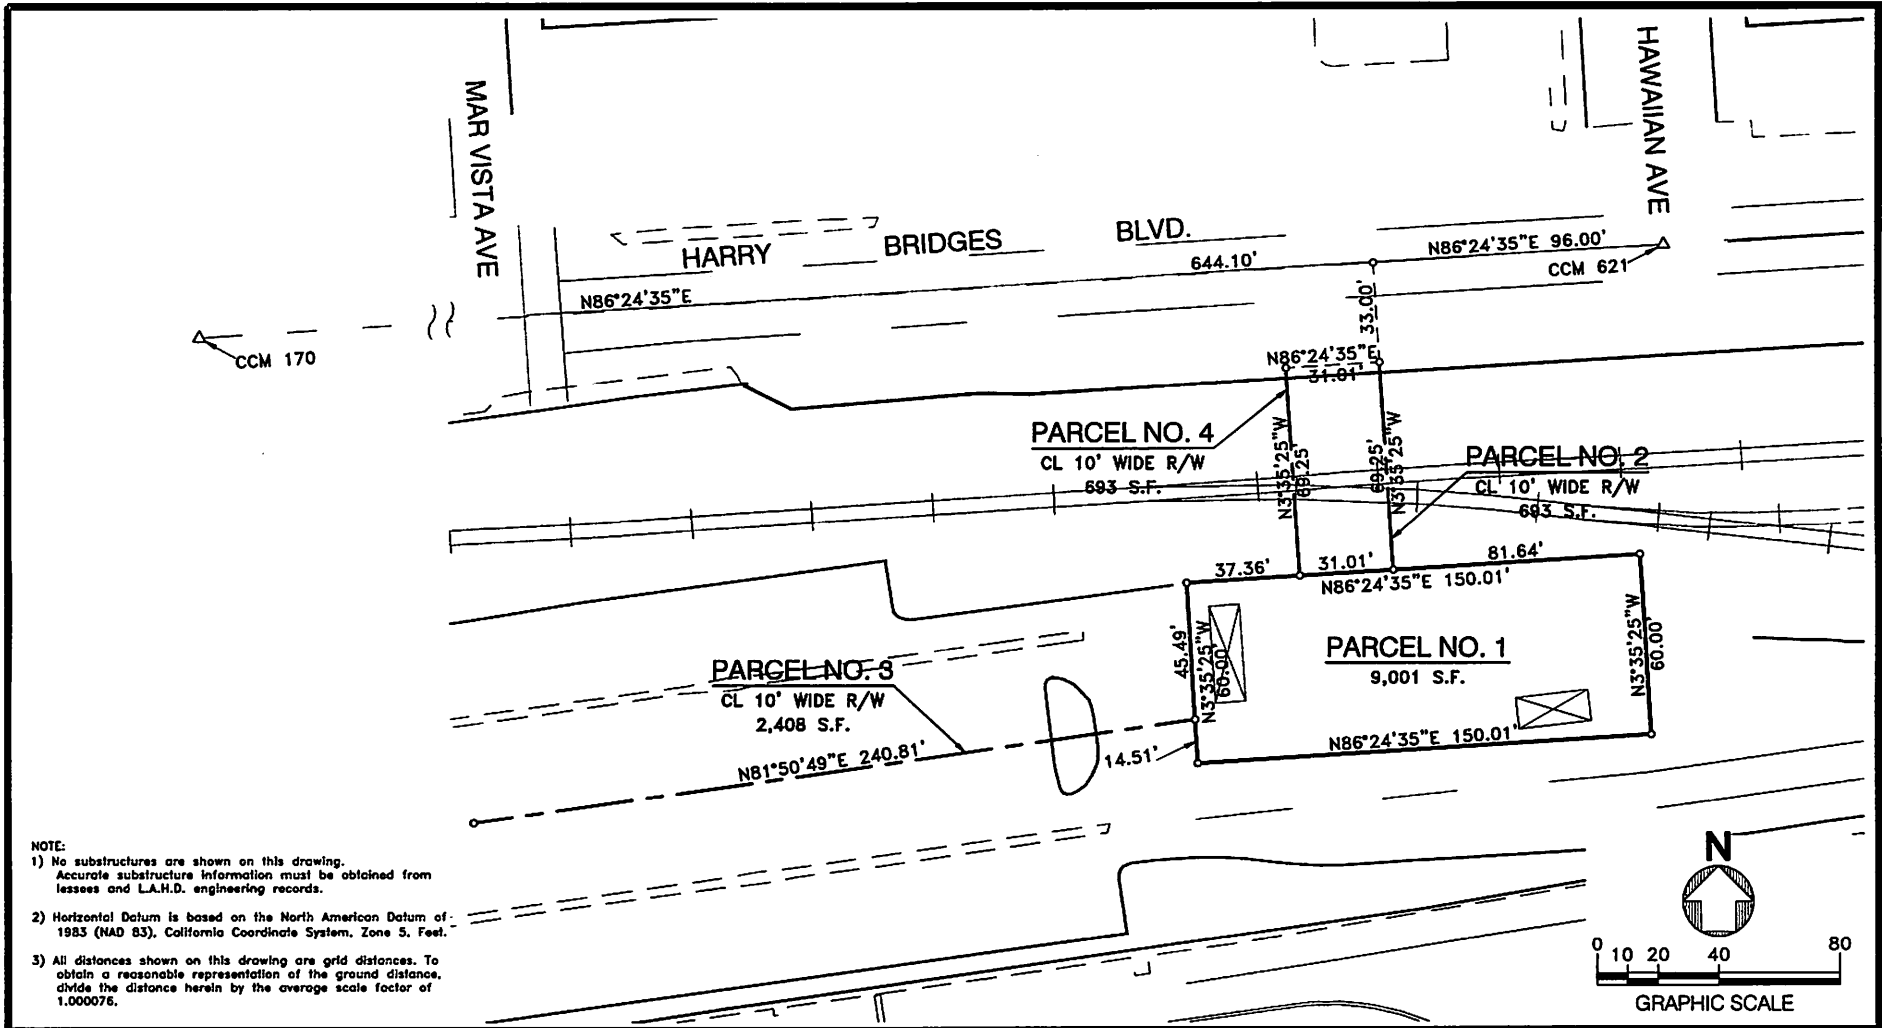 MAR VISTA AVE
HAWAIIAN AVE
HARRY BRIDGES BLVD.
N86°24'35"E 96.00'
644.10'
CCM 621
N86°24'35"E
33.00'
CCM 170
N86°24'35"E
31.01'
PARCEL NO. 4
CL 10' WIDE R/W
693 S.F.
N3°35'25"W
69.25'
69.25'
N3°35'25"W
PARCEL NO. 2
CL 10' WIDE R/W
693 S.F.
37.36'
31.01'
81.64'
N86°24'35"E 150.01'
45.49'
N3°35'25"W
60.00'
PARCEL NO. 1
9,001 S.F.
N3°35'25"W
60.00'
PARCEL NO. 3
CL 10' WIDE R/W
2,408 S.F.
N81°50'49"E 240.81'
14.51'
N86°24'35"E 150.01'
NOTE:
1) No substructures are shown on this drawing.
Accurate substructure information must be obtained from
lessees and L.A.H.D. engineering records.
2) Horizontal Datum is based on the North American Datum of
1983 (NAD 83), California Coordinate System, Zone 5, Feet.
3) All distances shown on this drawing are grid distances. To
obtain a reasonable representation of the ground distance,
divide the distance herein by the average scale factor of
1.000076.
N
0 10 20 40 80
GRAPHIC SCALE